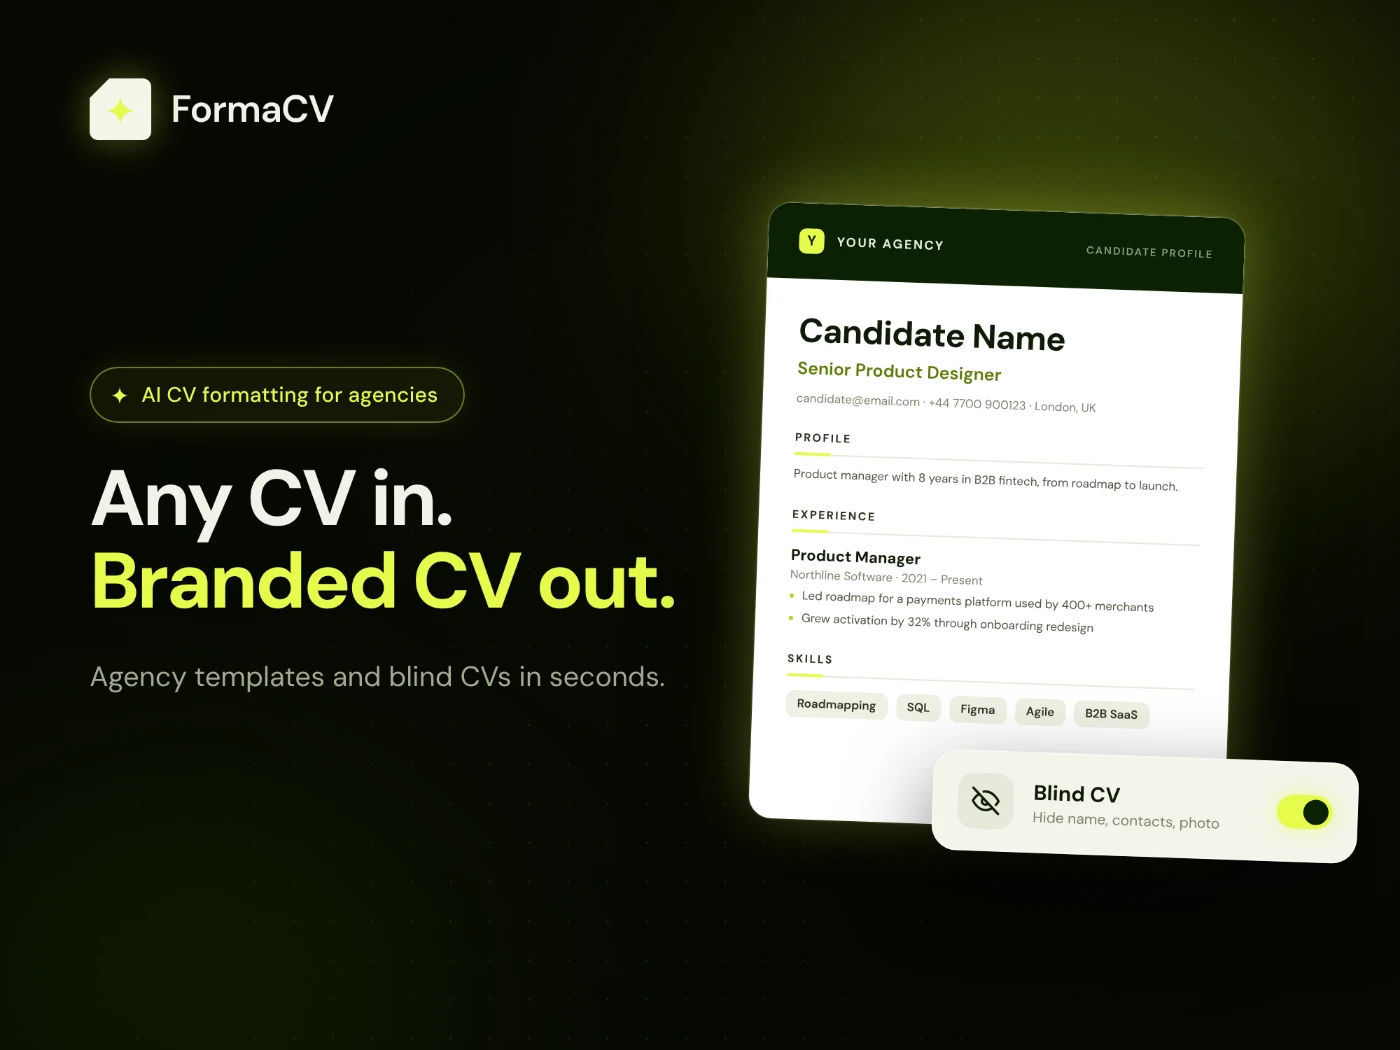 FormaCV
AI CV formatting for agencies
Any CV in.
Branded CV out.
Agency templates and blind CVs in seconds.
Y YOUR AGENCY
CANDIDATE PROFILE
Candidate Name
Senior Product Designer
candidate@email.com · +44 7700 900123 · London, UK
PROFILE
Product manager with 8 years in B2B fintech, from roadmap to launch.
EXPERIENCE
Product Manager
Northline Software · 2021 – Present
• Led roadmap for a payments platform used by 400+ merchants
• Grew activation by 32% through onboarding redesign
SKILLS
Roadmapping SQL Figma Agile B2B SaaS
Blind CV
Hide name, contacts, photo